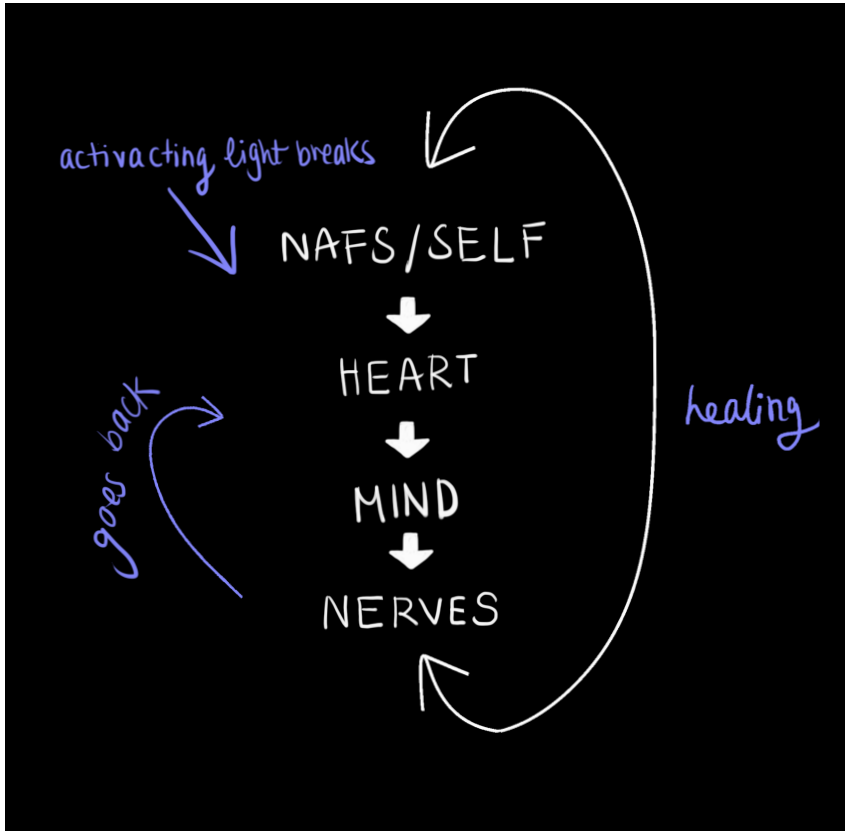 activacting light breaks
NAFS/SELF
HEART
goes back
healing
MIND
NERVES